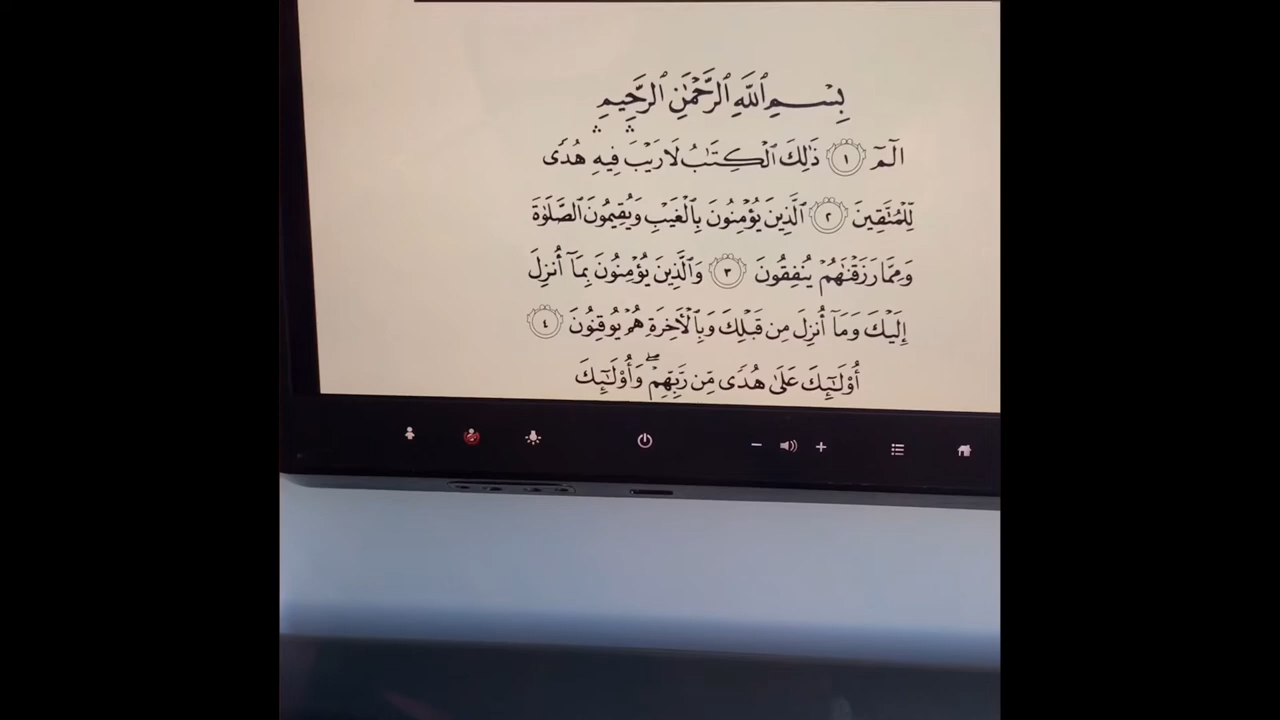 بِسْمِ ٱللَّهِ ٱلرَّحْمَٰنِ ٱلرَّحِيمِ
الٓمٓ ١ ذَٰلِكَ ٱلْكِتَٰبُ لَا رَيْبَ ۛ فِيهِ ۛ هُدًى
لِّلْمُتَّقِينَ ٢ ٱلَّذِينَ يُؤْمِنُونَ بِٱلْغَيْبِ وَيُقِيمُونَ ٱلصَّلَوٰةَ
وَمِمَّا رَزَقْنَٰهُمْ يُنفِقُونَ ٣ وَٱلَّذِينَ يُؤْمِنُونَ بِمَآ أُنزِلَ
إِلَيْكَ وَمَآ أُنزِلَ مِن قَبْلِكَ وَبِٱلْأَخِرَةِ هُمْ يُوقِنُونَ ٤
أُو۟لَٰٓئِكَ عَلَىٰ هُدًى مِّن رَّبِّهِمْ ۖ وَأُو۟لَٰٓئِكَ